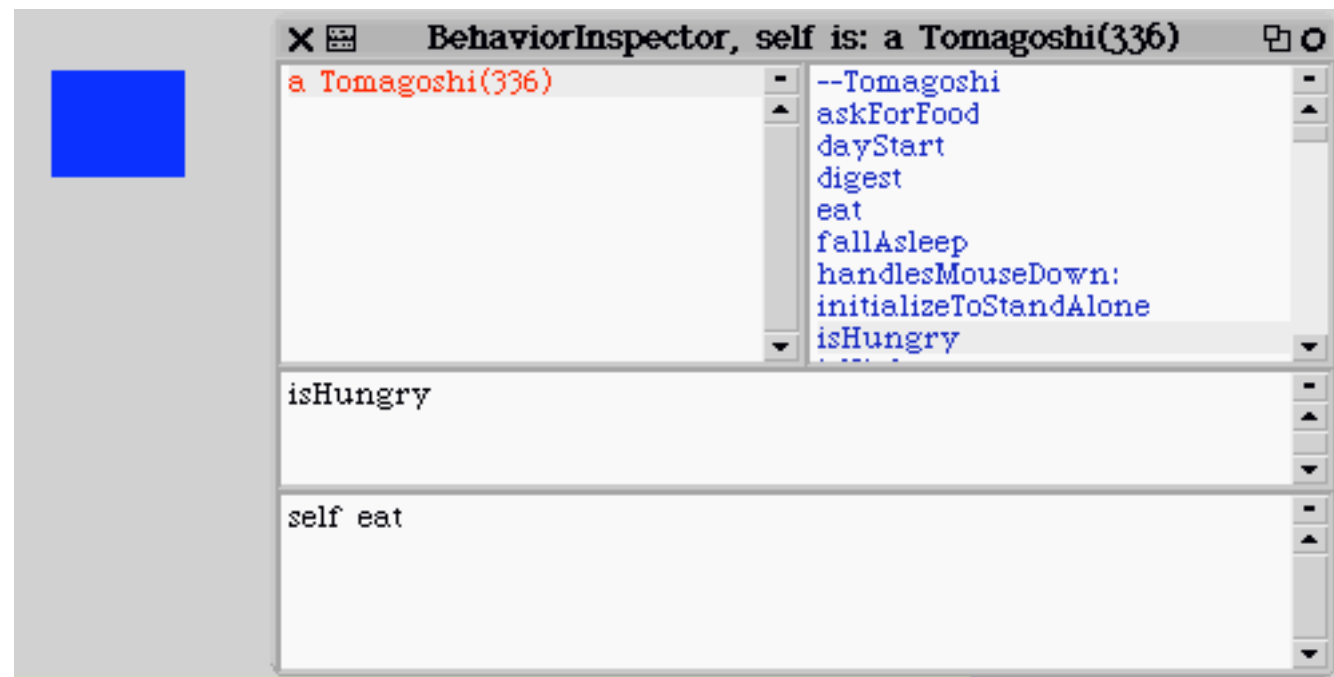 BehaviorInspector, self is: a Tomagoshi(336)
a Tomagoshi(336)
--Tomagoshi
askForFood
dayStart
digest
eat
fallAsleep
handlesMouseDown:
initializeToStandAlone
isHungry
isHungry
self eat